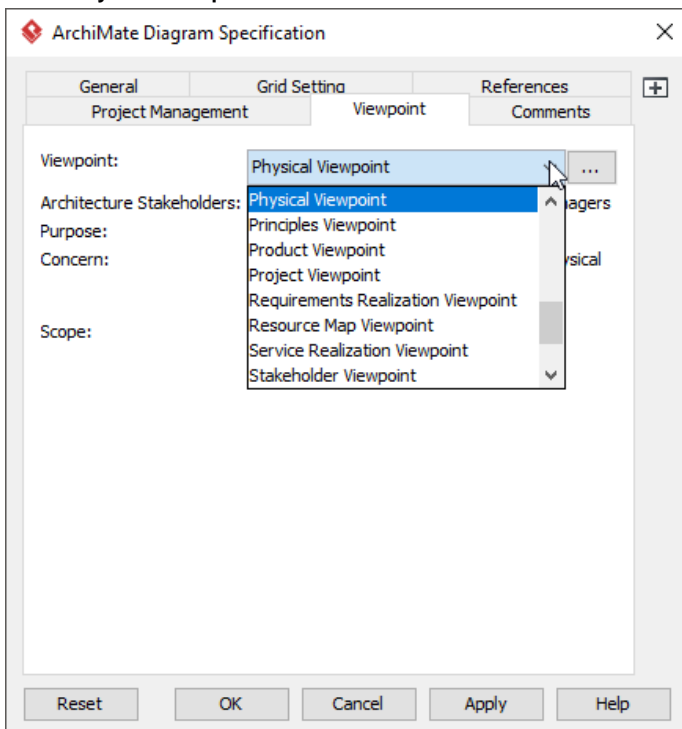 ArchiMate Diagram Specification
General Grid Setting References
Project Management Viewpoint Comments
Viewpoint: Physical Viewpoint ...
Architecture Stakeholders: Physical Viewpoint
Purpose: Principles Viewpoint
Concern: Product Viewpoint
Project Viewpoint
Requirements Realization Viewpoint
Scope: Resource Map Viewpoint
Service Realization Viewpoint
Stakeholder Viewpoint
Reset OK Cancel Apply Help